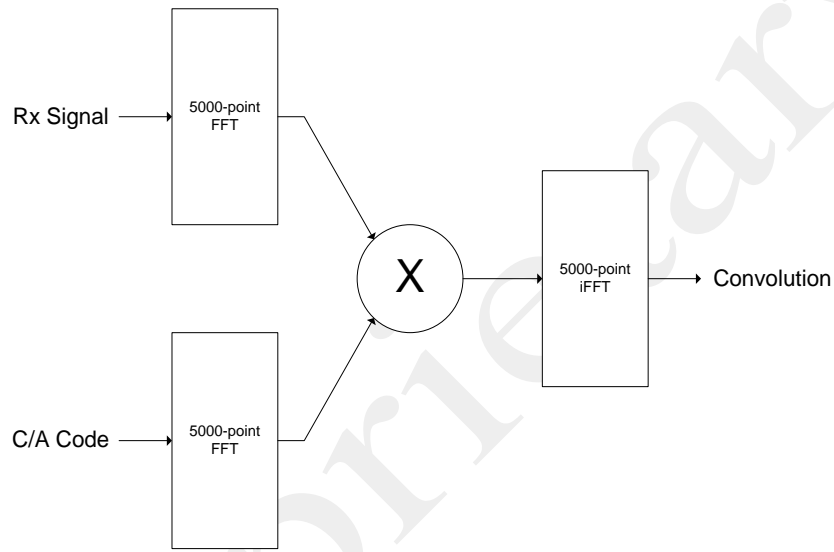 Rx Signal
5000-point
FFT
X
5000-point
iFFT
Convolution
C/A Code
5000-point
FFT